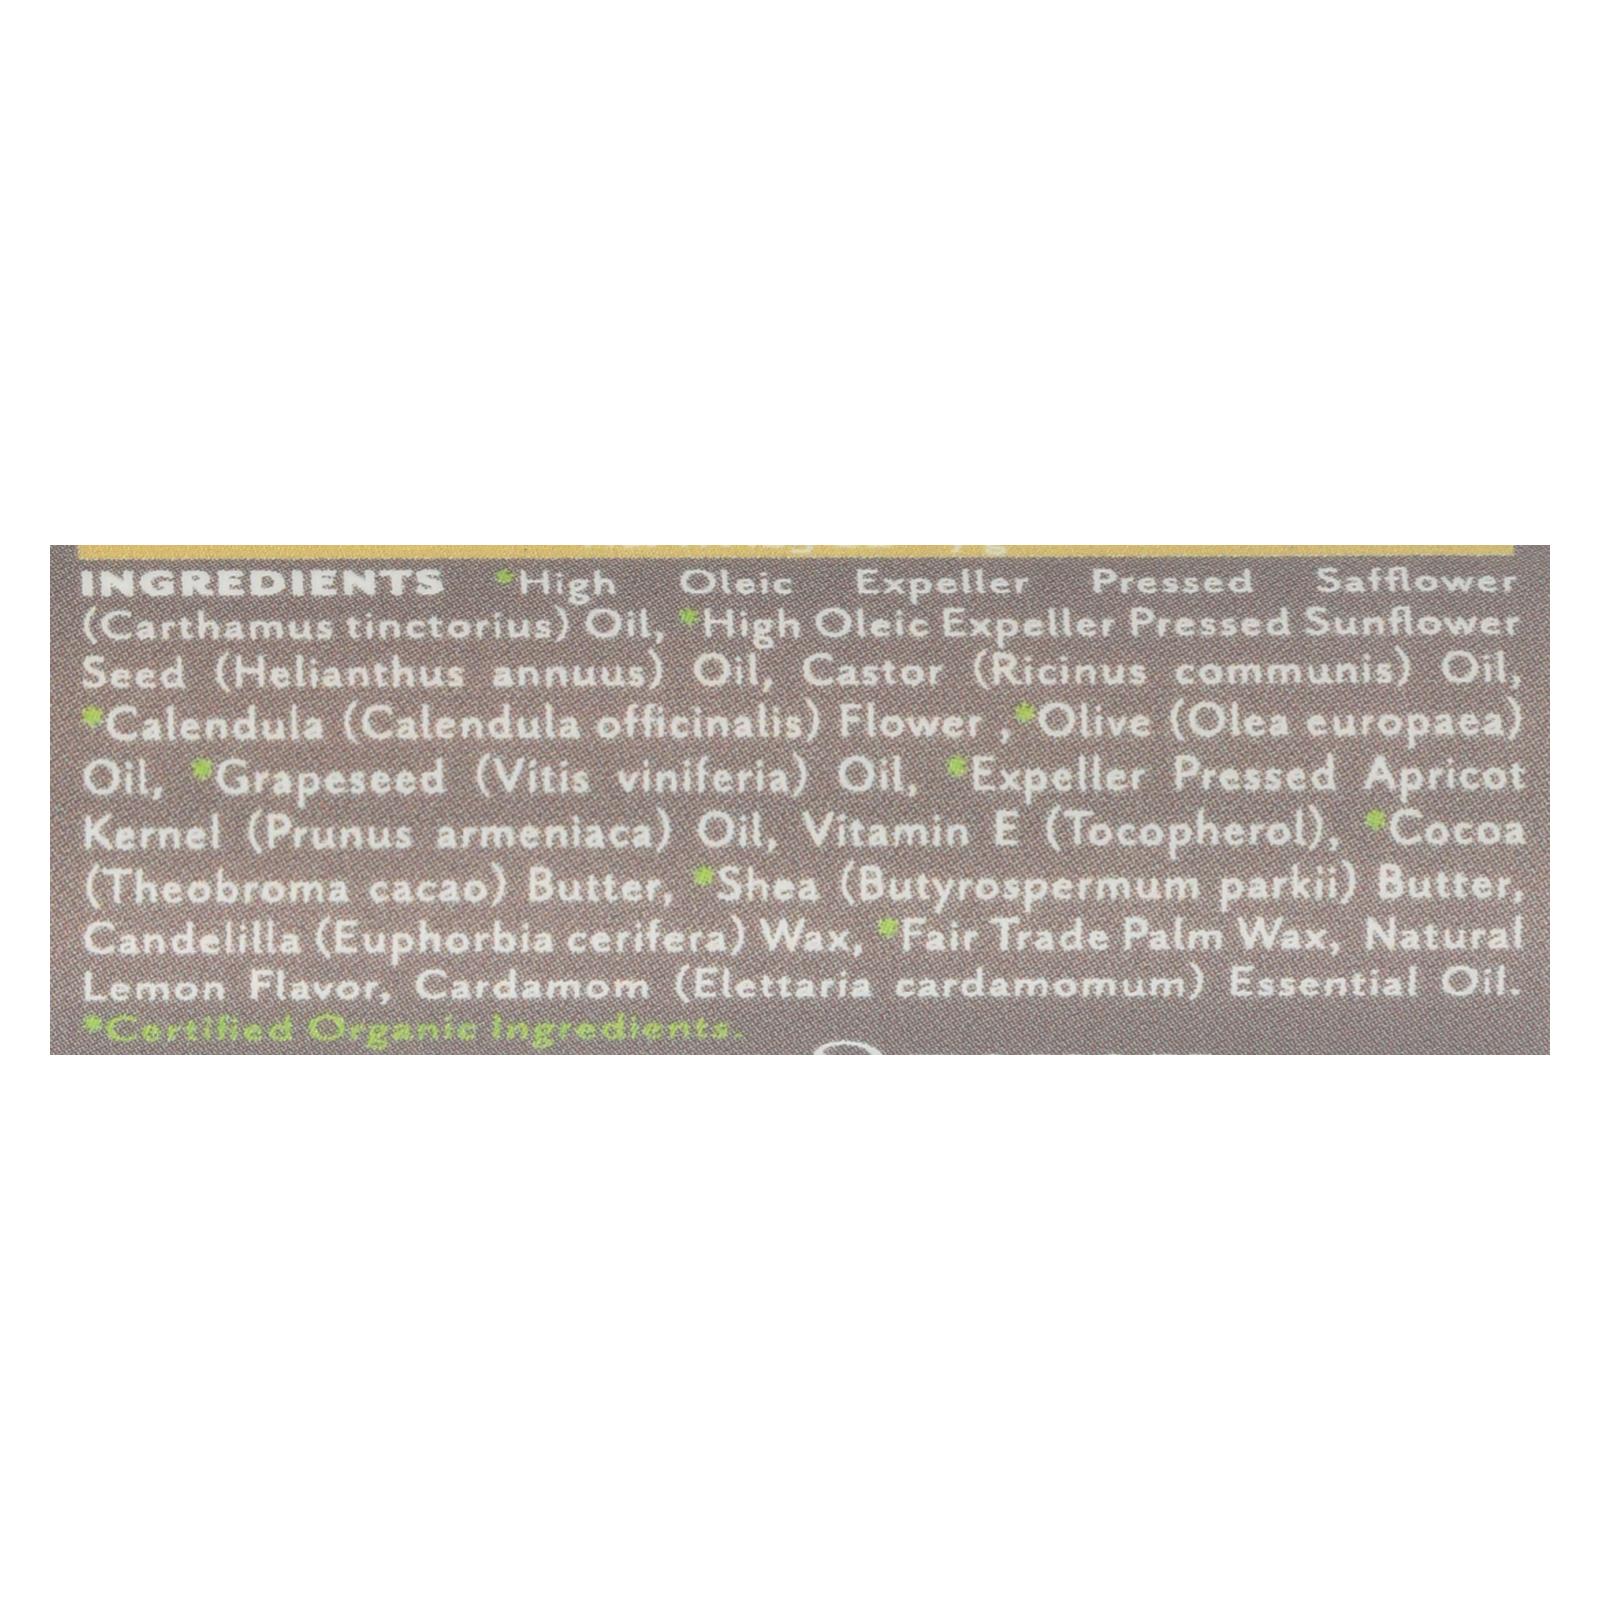 INGREDIENTS *High Oleic Expeller Pressed Safflower
(Carthamus tinctorius) Oil, *High Oleic Expeller Pressed Sunflower
Seed (Helianthus annuus) Oil, Castor (Ricinus communis) Oil,
*Calendula (Calendula officinalis) Flower ,*Olive (Olea europaea)
Oil, *Grapeseed (Vitis viniferia) Oil, *Expeller Pressed Apricot
Kernel (Prunus armeniaca) Oil, Vitamin E (Tocopherol), *Cocoa
(Theobroma cacao) Butter, *Shea (Butyrospermum parkii) Butter,
Candelilla (Euphorbia cerifera) Wax, *Fair Trade Palm Wax, Natural
Lemon Flavor, Cardamom (Elettaria cardamomum) Essential Oil.
*Certified Organic Ingredients.